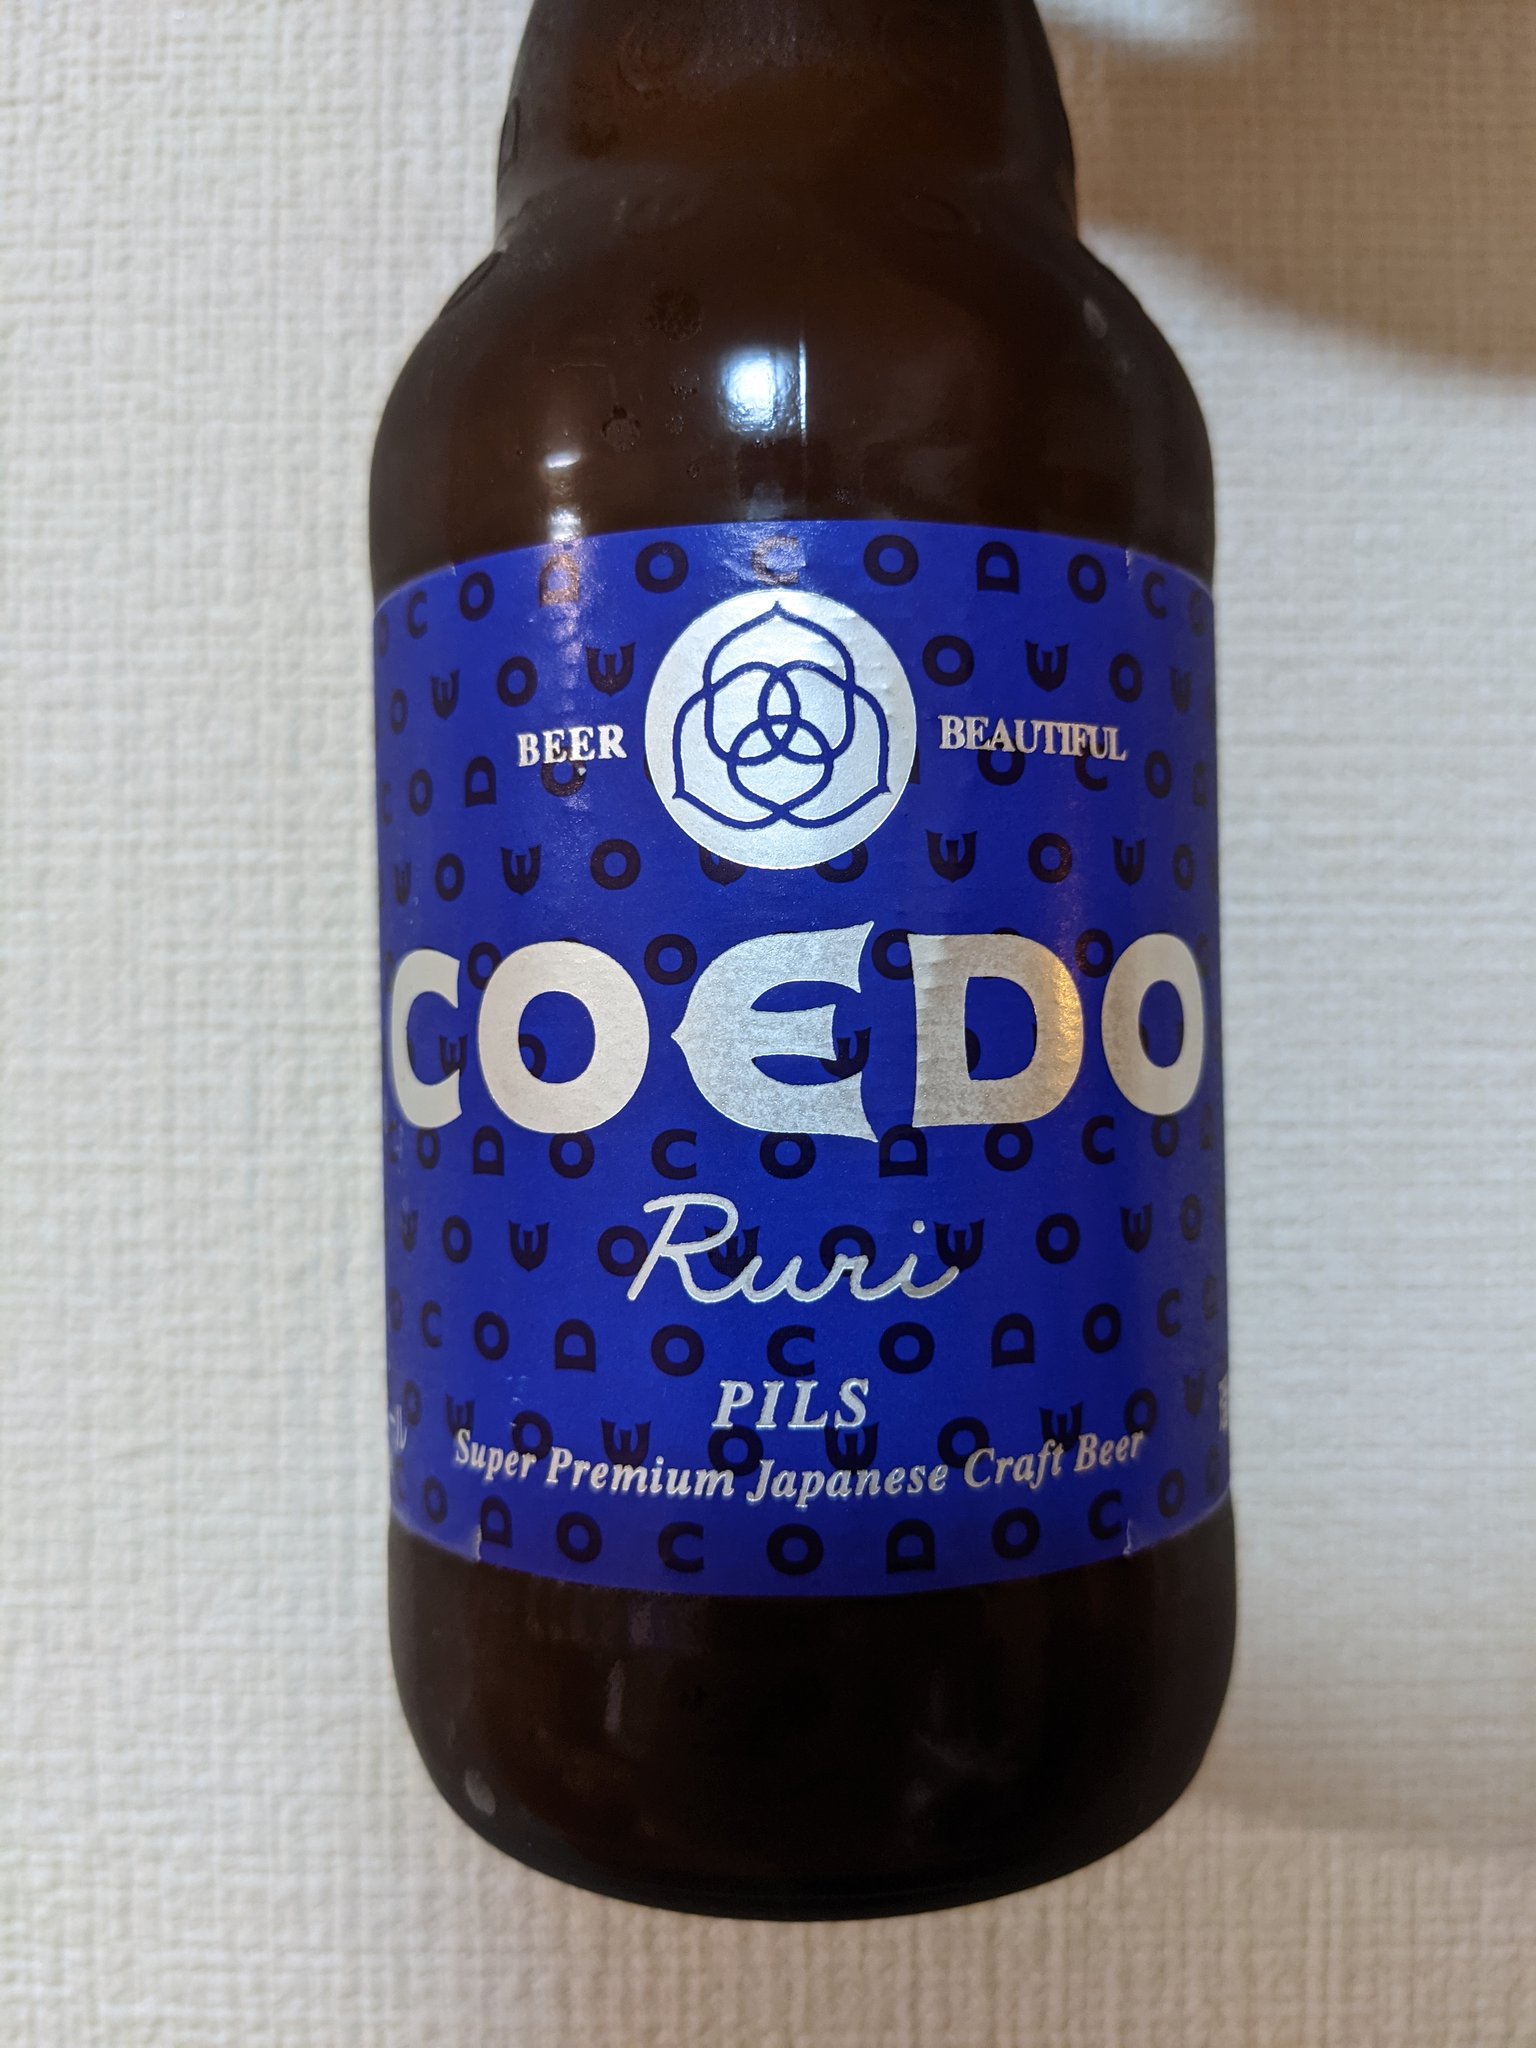 BEER BEAUTIFUL
COEDO
Ruri
PILS
Super Premium Japanese Craft Beer